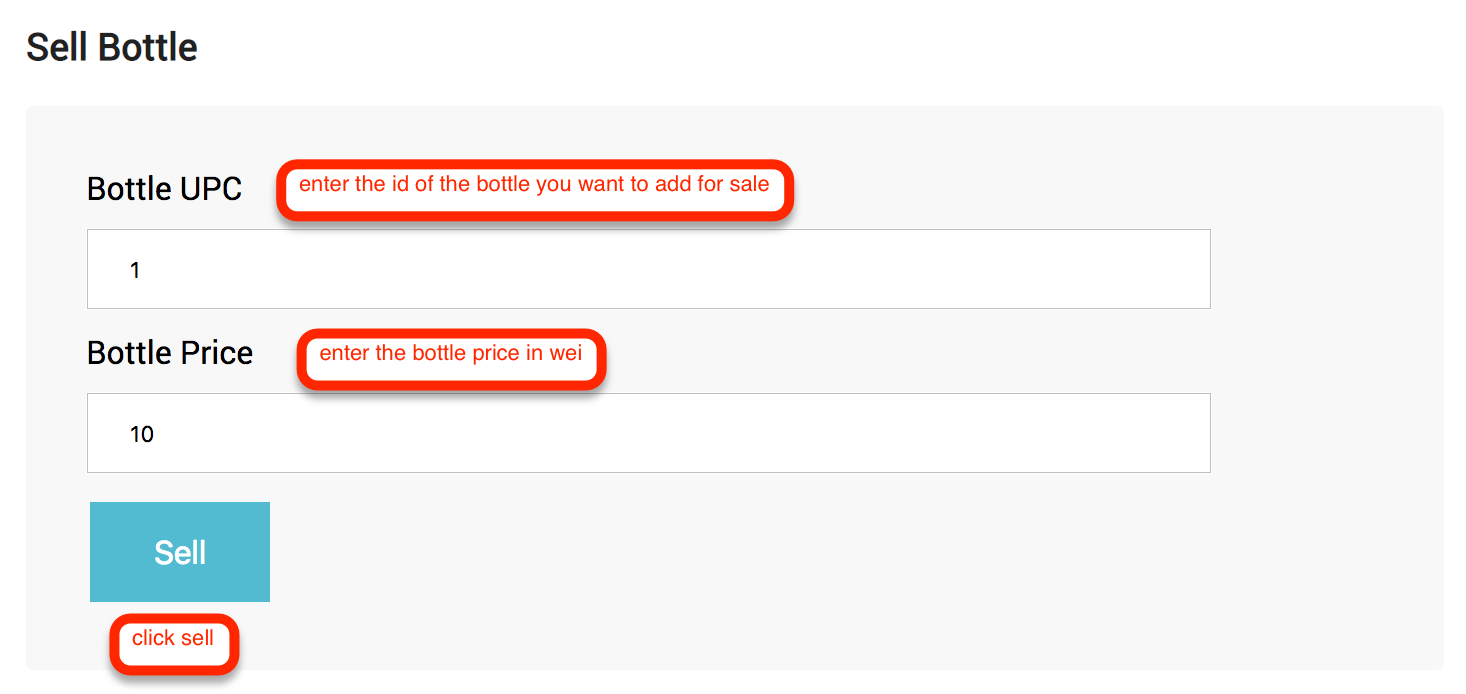 Sell Bottle
Bottle UPC
enter the id of the bottle you want to add for sale
1
Bottle Price
enter the bottle price in wei
10
Sell
click sell